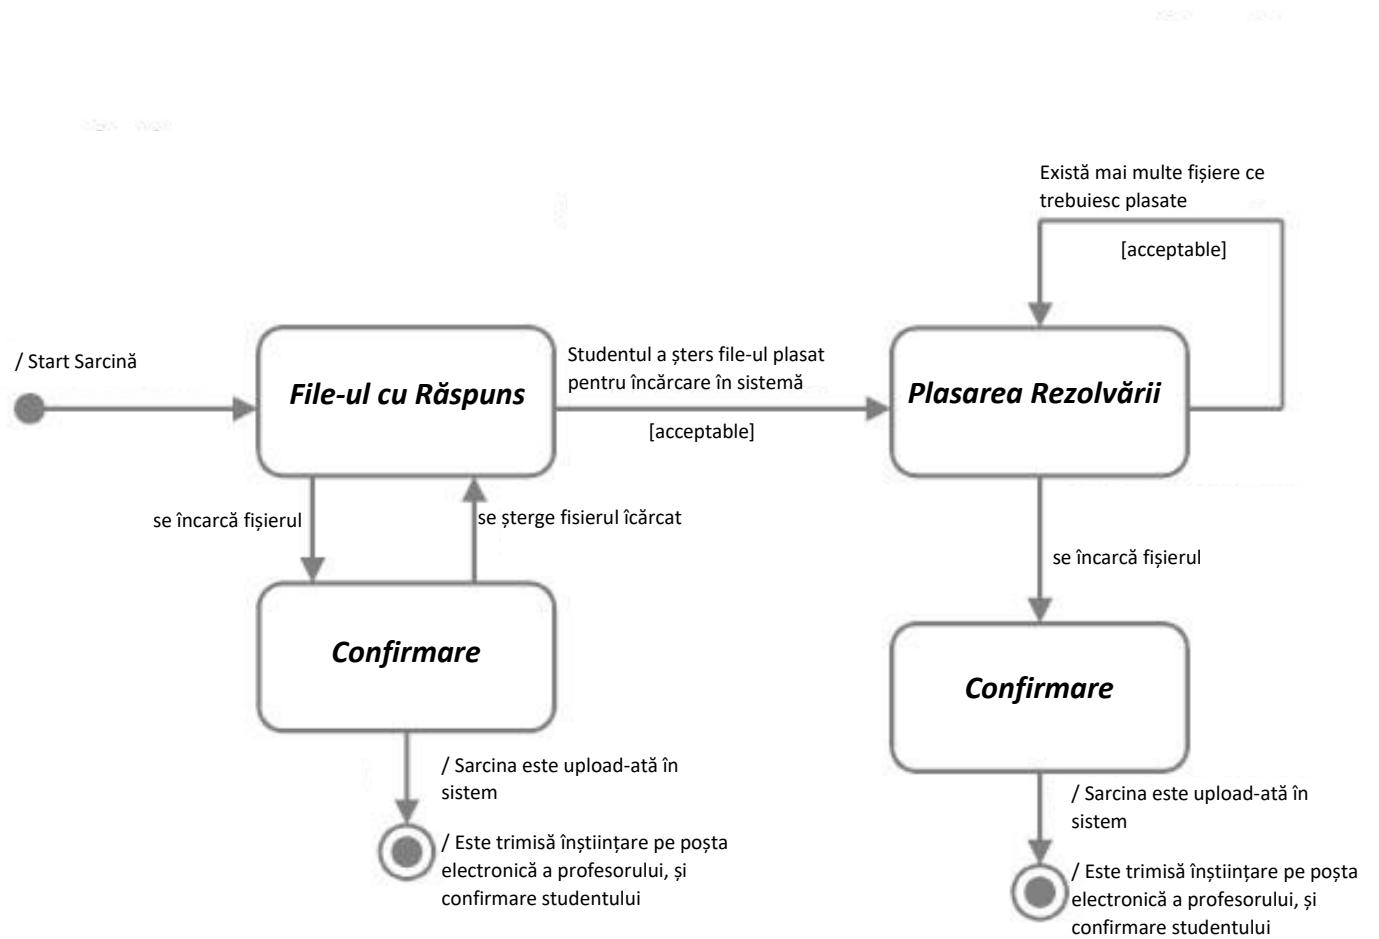 Există mai multe fișiere ce
trebuiesc plasate
[acceptable]
/ Start Sarcină
File-ul cu Răspuns
Studentul a șters file-ul plasat
pentru încărcare în sistemă
[acceptable]
Plasarea Rezolvării
se încarcă fișierul
se șterge fisierul îcărcat
se încarcă fișierul
Confirmare
Confirmare
/ Sarcina este upload-ată în
sistem
/ Este trimisă înștiințare pe poșta
electronică a profesorului, și
confirmare studentului
/ Sarcina este upload-ată în
sistem
/ Este trimisă înștiințare pe poșta
electronică a profesorului, și
confirmare studentului